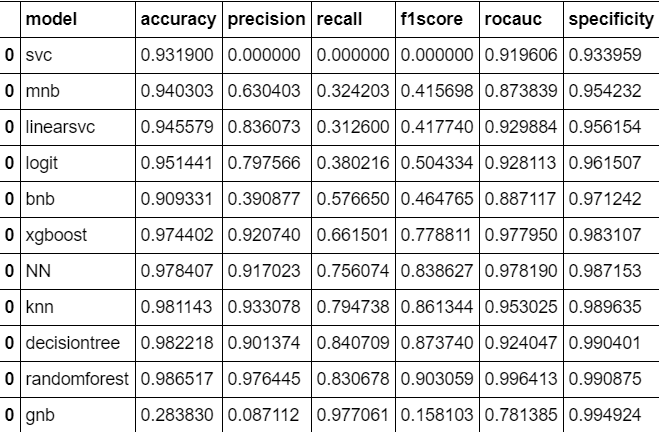 model accuracy precision recall f1score rocauc specificity
0 svc 0.931900 0.000000 0.000000 0.000000 0.919606 0.933959
0 mnb 0.940303 0.630403 0.324203 0.415698 0.873839 0.954232
0 linearsvc 0.945579 0.836073 0.312600 0.417740 0.929884 0.956154
0 logit 0.951441 0.797566 0.380216 0.504334 0.928113 0.961507
0 bnb 0.909331 0.390877 0.576650 0.464765 0.887117 0.971242
0 xgboost 0.974402 0.920740 0.661501 0.778811 0.977950 0.983107
0 NN 0.978407 0.917023 0.756074 0.838627 0.978190 0.987153
0 knn 0.981143 0.933078 0.794738 0.861344 0.953025 0.989635
0 decisiontree 0.982218 0.901374 0.840709 0.873740 0.924047 0.990401
0 randomforest 0.986517 0.976445 0.830678 0.903059 0.996413 0.990875
0 gnb 0.283830 0.087112 0.977061 0.158103 0.781385 0.994924